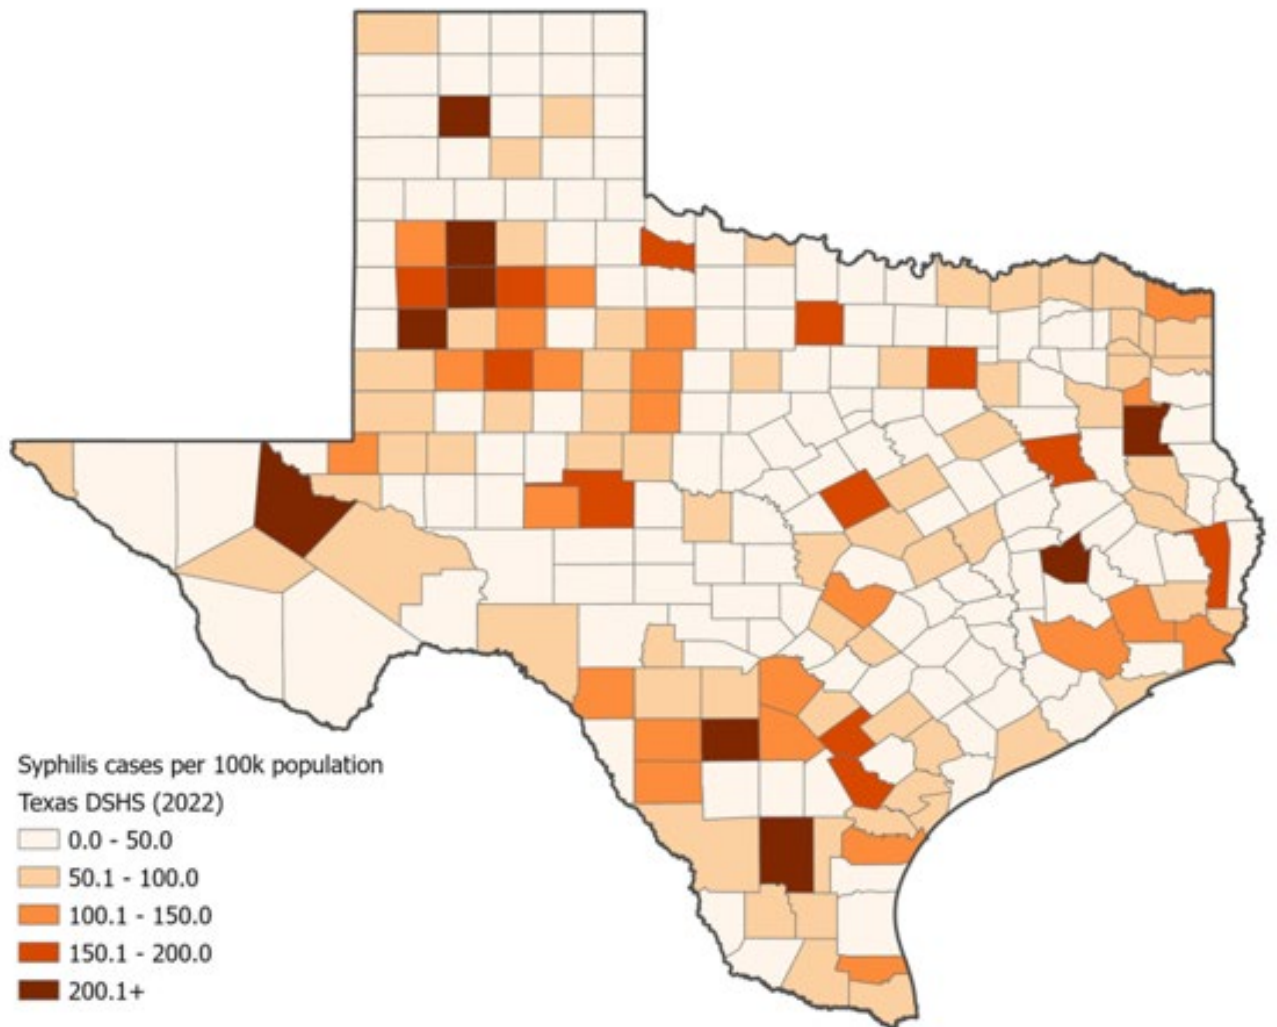 Syphilis cases per 100k population
Texas DSHS (2022)
0.0 - 50.0
50.1 - 100.0
100.1 - 150.0
150.1 - 200.0
200.1+